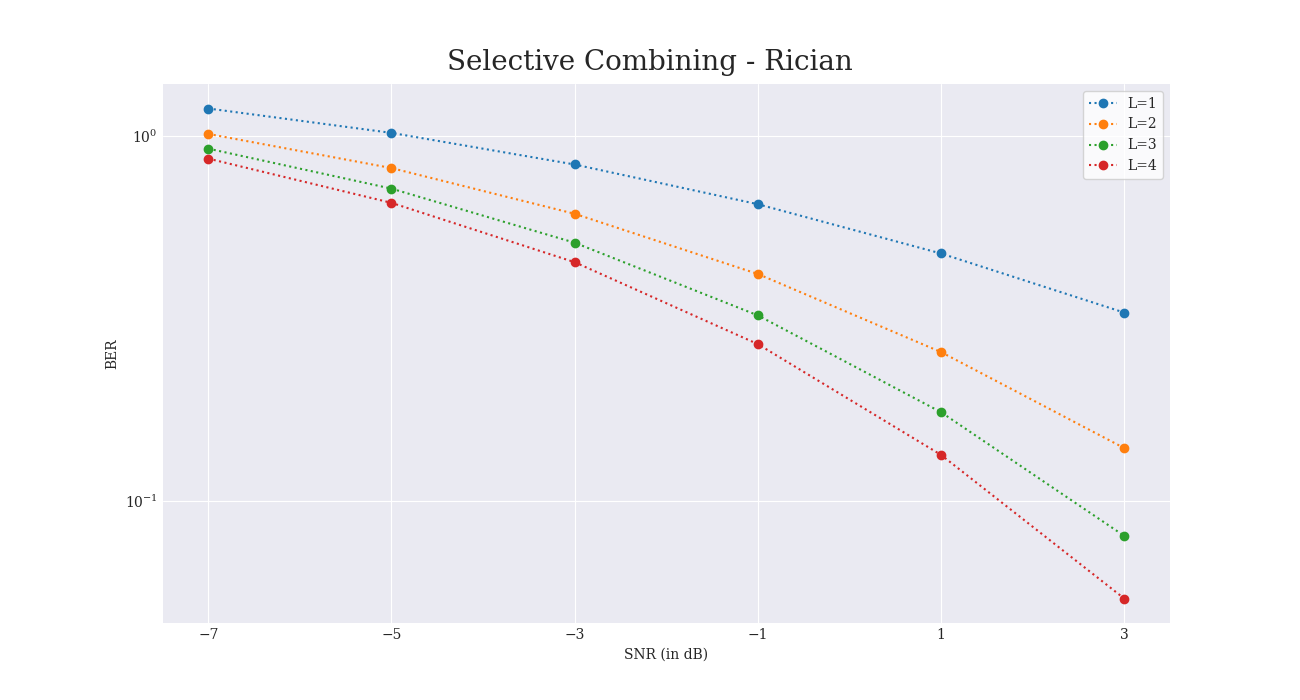 Selective Combining - Rician
L=1
L=2
L=3
L=4
10⁰
10⁻¹
BER
−7 −5 −3 −1 1 3
SNR (in dB)